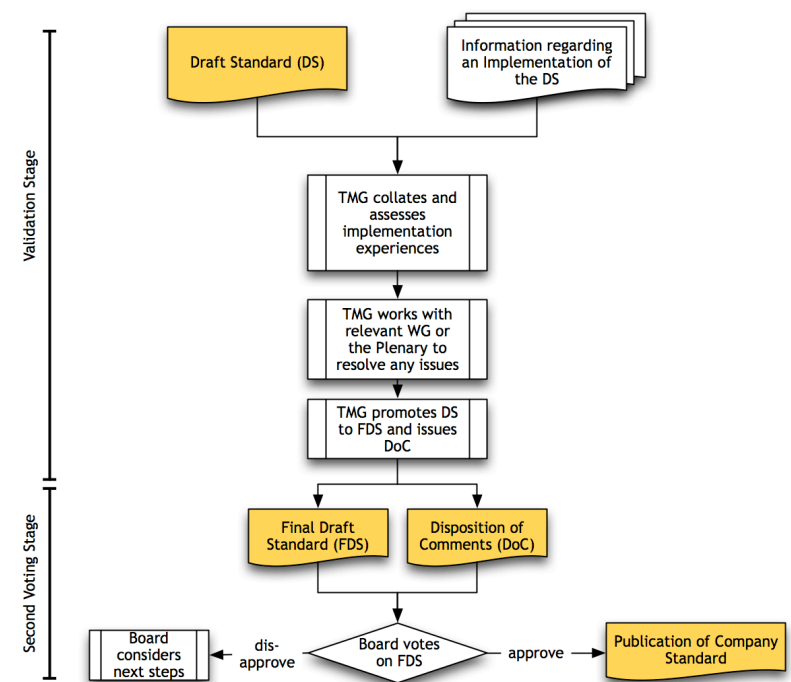 Draft Standard (DS)
Information regarding
an Implementation of
the DS
Validation Stage
TMG collates and
assesses
implementation
experiences
TMG works with
relevant WG or
the Plenary to
resolve any issues
TMG promotes DS
to FDS and issues
DoC
Second Voting Stage
Final Draft
Standard (FDS)
Disposition of
Comments (DoC)
Board
considers
next steps
dis-
approve
Board votes
on FDS
approve
Publication of Company
Standard